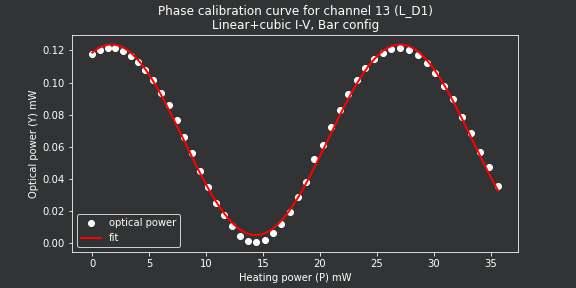 Phase calibration curve for channel 13 (L_D1)
Linear+cubic I-V, Bar config
Optical power (Y) mW
0.12
0.10
0.08
0.06
0.04
0.02
0.00
optical power
fit
0
5
10
15
20
25
30
35
Heating power (P) mW